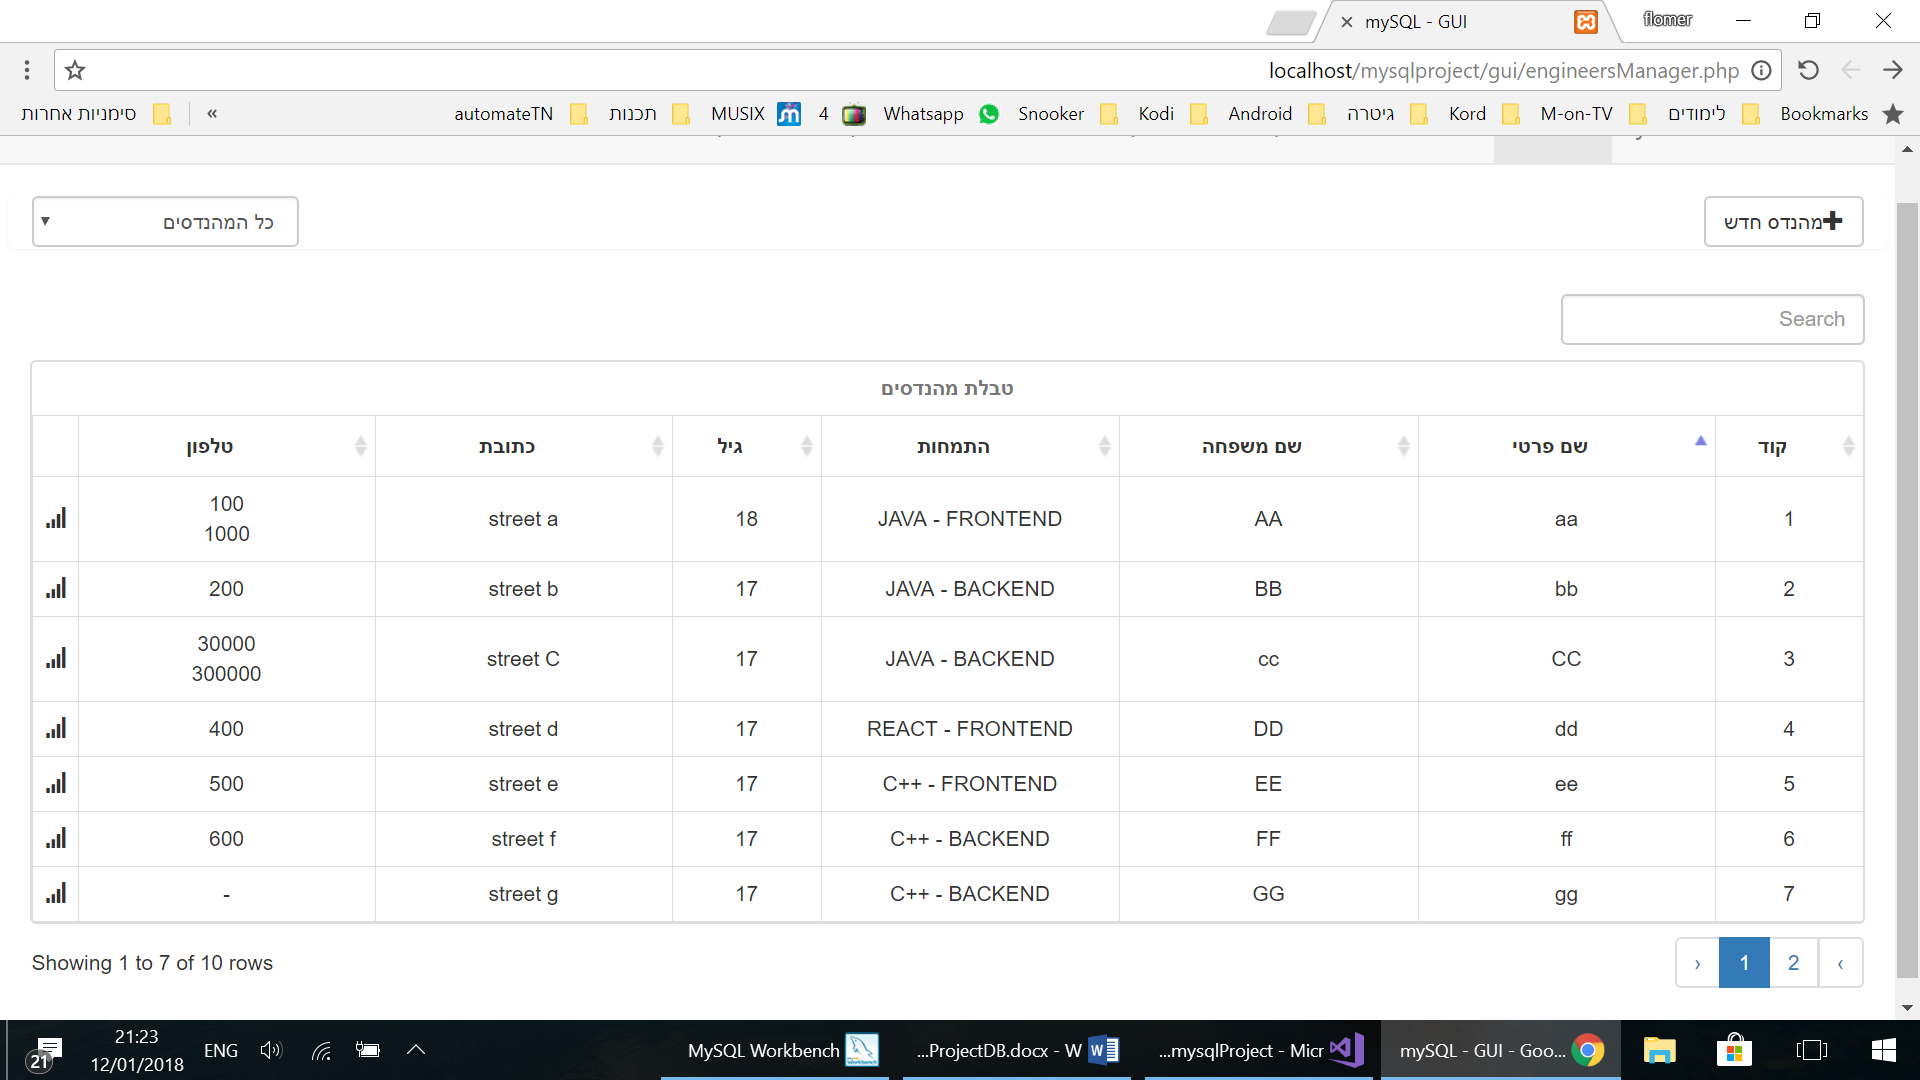 mySQL - GUI
flomer
localhost/mysqlproject/gui/engineersManager.php
Bookmarks לימודים M-on-TV Kord גיטרה Android Kodi Snooker Whatsapp 4 MUSIX תכנות automateTN » סימניות אחרות
מהנדס חדש
כל המהנדסים
Search
טבלת מהנדסים
קוד שם פרטי שם משפחה התמחות גיל כתובת טלפון
1 aa AA JAVA - FRONTEND 18 street a 100
1000
2 bb BB JAVA - BACKEND 17 street b 200
3 CC cc JAVA - BACKEND 17 street C 30000
300000
4 dd DD REACT - FRONTEND 17 street d 400
5 ee EE C++ - FRONTEND 17 street e 500
6 ff FF C++ - BACKEND 17 street f 600
7 gg GG C++ - BACKEND 17 street g -
Showing 1 to 7 of 10 rows
› 1 2 ‹
21
21:23
12/01/2018
ENG
MySQL Workbench
...ProjectDB.docx - W
...mysqlProject - Micr
mySQL - GUI - Goo...